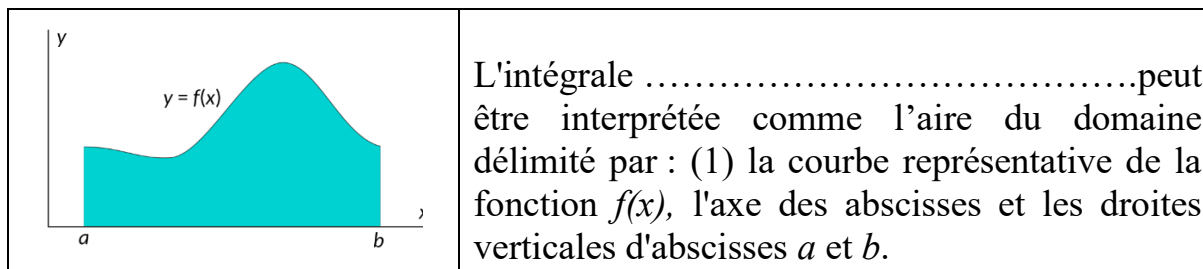 y
y = f(x)
x
a
b
L'intégrale …………………………………….peut
être interprétée comme l’aire du domaine
délimité par : (1) la courbe représentative de la
fonction f(x), l'axe des abscisses et les droites
verticales d'abscisses a et b.